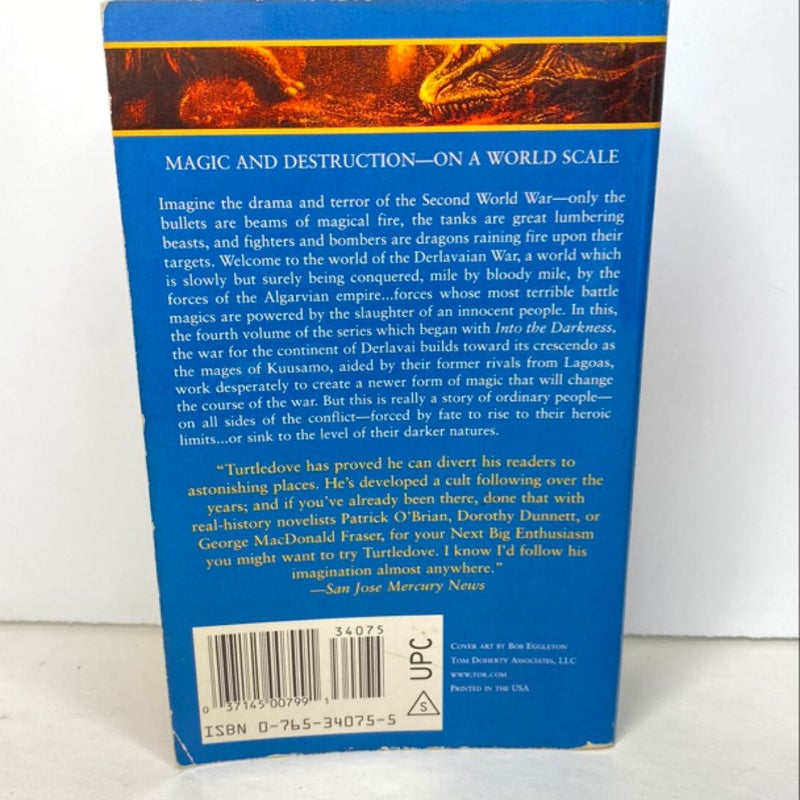 MAGIC AND DESTRUCTION—ON A WORLD SCALE
Imagine the drama and terror of the Second World War—only the
bullets are beams of magical fire, the tanks are great lumbering
beasts, and fighters and bombers are dragons raining fire upon their
targets. Welcome to the world of the Derlavaian War, a world which
is slowly but surely being conquered, mile by bloody mile, by the
forces of the Algarvian empire...forces whose most terrible battle
magics are powered by the slaughter of an innocent people. In this,
the fourth volume of the series which began with Into the Darkness,
the war for the continent of Derlavai builds toward its crescendo as
the mages of Kuusamo, aided by their former rivals from Lagoas,
work desperately to create a newer form of magic that will change
the course of the war. But this is really a story of ordinary people—
on all sides of the conflict—forced by fate to rise to their heroic
limits...or sink to the level of their darker natures.
“Turtledove has proved he can divert his readers to
astonishing places. He’s developed a cult following over the
years; and if you’ve already been there, done that with
real-history novelists Patrick O’Brian, Dorothy Dunnett, or
George MacDonald Fraser, for your Next Big Enthusiasm
you might want to try Turtledove. I know I’d follow his
imagination almost anywhere.”
—San Jose Mercury News
34075
0 37145 00799 1
UPC
S
ISBN 0-765-34075-5
COVER ART BY BOB EGGLETON
TOM DOHERTY ASSOCIATES, LLC
WWW.TOR.COM
PRINTED IN THE USA